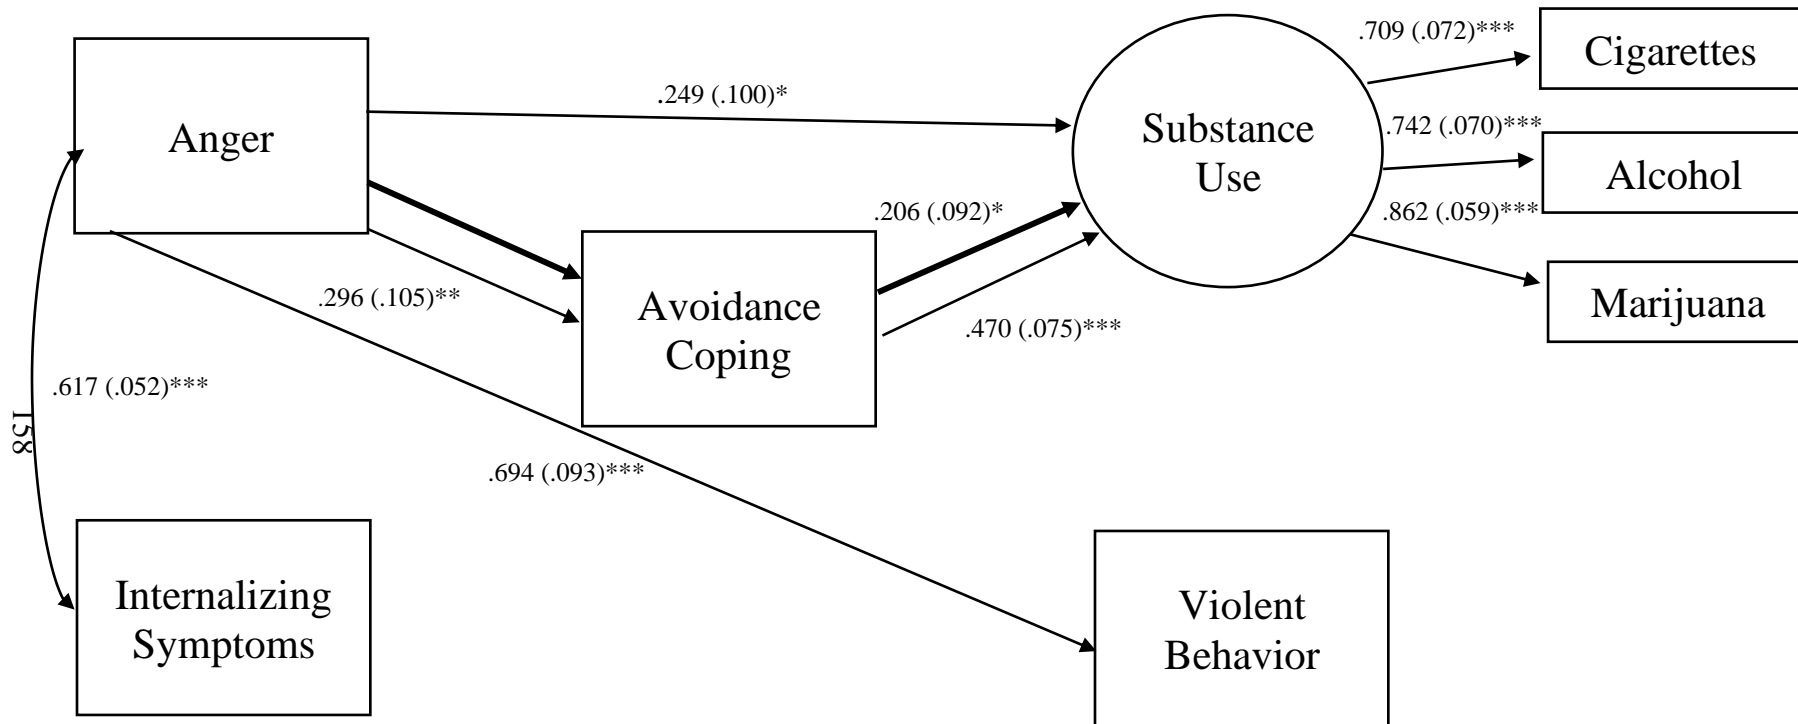 .709 (.072)***
Cigarettes
.249 (.100)*
Anger
Substance
Use
.742 (.070)***
Alcohol
.206 (.092)*
.862 (.059)***
.296 (.105)**
Avoidance
Coping
.470 (.075)***
Marijuana
.617 (.052)***
158
.694 (.093)***
Internalizing
Symptoms
Violent
Behavior